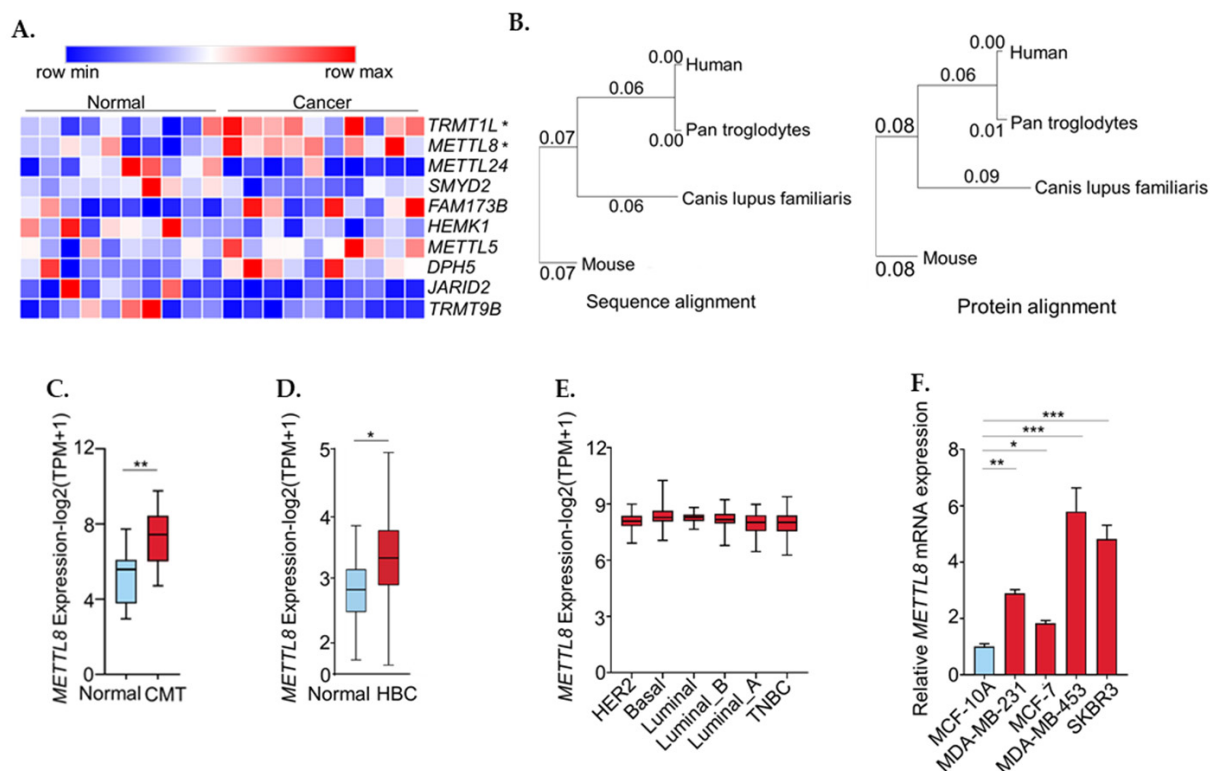 A.
row min
row max
Normal
Cancer
TRMT1L *
METTL8 *
METTL24
SMYD2
FAM173B
HEMK1
METTL5
DPH5
JARID2
TRMT9B
B.
0.00
Human
0.06
0.00
Pan troglodytes
0.07
0.06
Canis lupus familiaris
0.07
Mouse
Sequence alignment
0.00
Human
0.06
0.01
Pan troglodytes
0.08
0.09
Canis lupus familiaris
0.08
Mouse
Protein alignment
C.
METTL8 Expression-log2(TPM+1)
12
8
4
0
**
Normal
CMT
D.
METTL8 Expression-log2(TPM+1)
5
4
3
2
0
*
Normal
HBC
E.
METTL8 Expression-log2(TPM+1)
12
9
6
3
0
HER2
Basal
Luminal
Luminal_B
Luminal_A
TNBC
F.
Relative METTL8 mRNA expression
8
6
4
2
0
***
***
*
**
MCF-10A
MDA-MB-231
MCF-7
MDA-MB-453
SKBR3